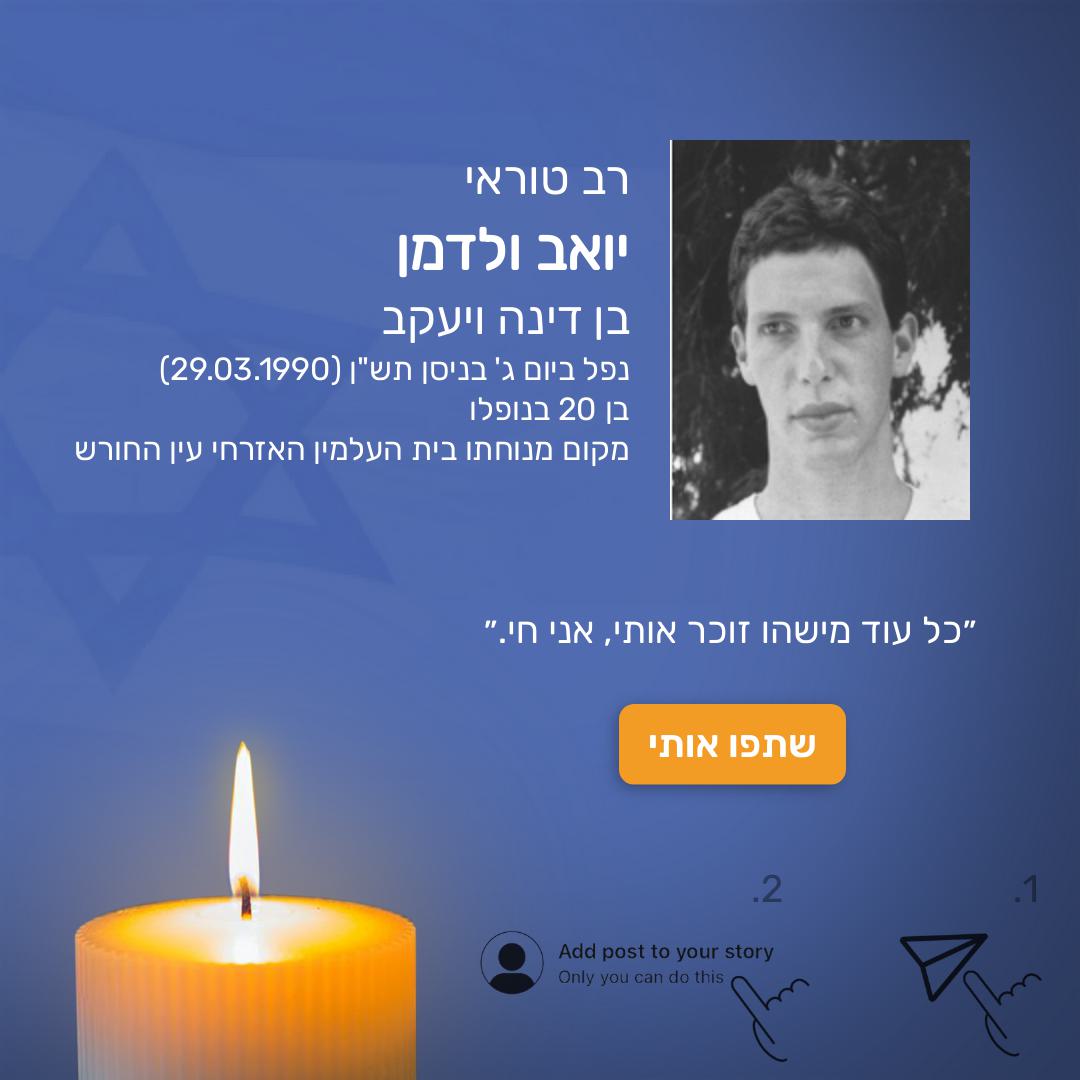 רב טוראי
יואב ולדמן
בן דינה ויעקב
נפל ביום ג' בניסן תש"ן (29.03.1990)
בן 20 בנופלו
מקום מנוחתו בית העלמין האזרחי עין החורש
״כל עוד מישהו זוכר אותי, אני חי.״
שתפו אותי
1.
2.
Add post to your story
Only you can do this